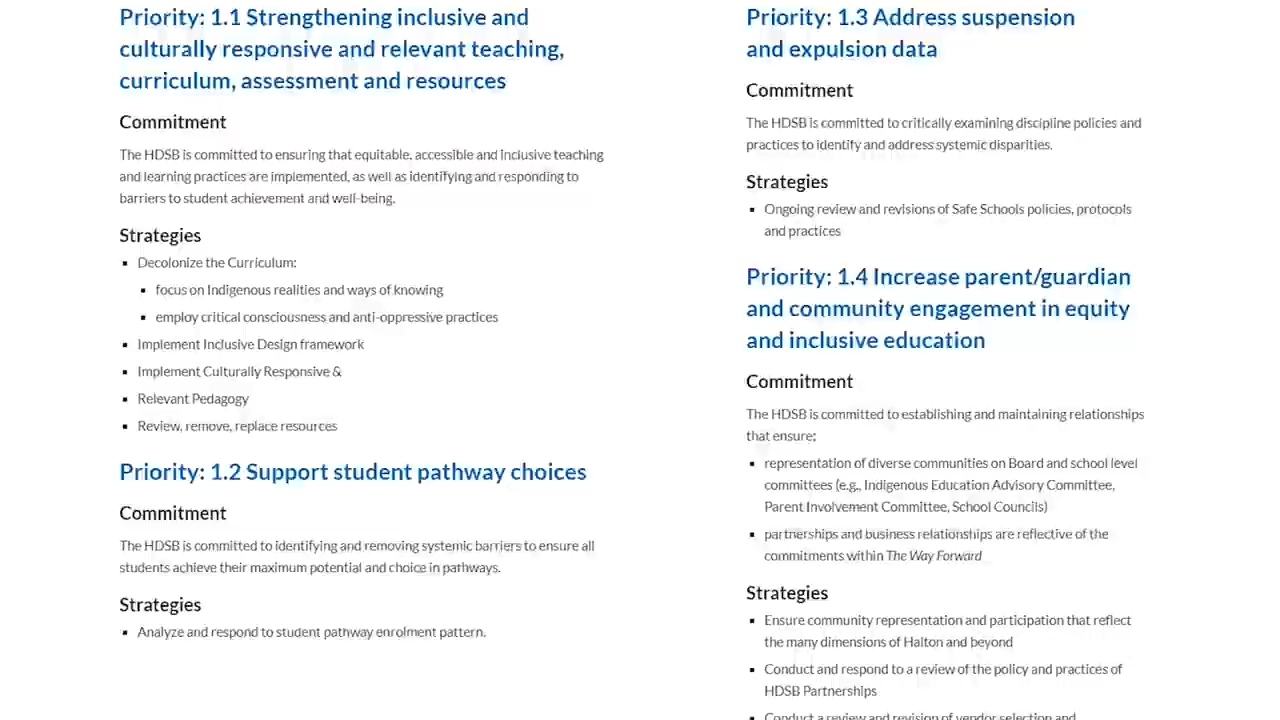 Priority: 1.1 Strengthening inclusive and
culturally responsive and relevant teaching,
curriculum, assessment and resources
Commitment
The HDSB is committed to ensuring that equitable, accessible and inclusive teaching
and learning practices are implemented, as well as identifying and responding to
barriers to student achievement and well-being.
Strategies
▪ Decolonize the Curriculum:
▪ focus on Indigenous realities and ways of knowing
▪ employ critical consciousness and anti-oppressive practices
▪ Implement Inclusive Design framework
▪ Implement Culturally Responsive &
▪ Relevant Pedagogy
▪ Review, remove, replace resources
Priority: 1.2 Support student pathway choices
Commitment
The HDSB is committed to identifying and removing systemic barriers to ensure all
students achieve their maximum potential and choice in pathways.
Strategies
▪ Analyze and respond to student pathway enrolment pattern.
Priority: 1.3 Address suspension
and expulsion data
Commitment
The HDSB is committed to critically examining discipline policies and
practices to identify and address systemic disparities.
Strategies
▪ Ongoing review and revisions of Safe Schools policies, protocols
and practices
Priority: 1.4 Increase parent/guardian
and community engagement in equity
and inclusive education
Commitment
The HDSB is committed to establishing and maintaining relationships
that ensure:
▪ representation of diverse communities on Board and school level
committees (e.g., Indigenous Education Advisory Committee,
Parent Involvement Committee, School Councils)
▪ partnerships and business relationships are reflective of the
commitments within The Way Forward
Strategies
▪ Ensure community representation and participation that reflect
the many dimensions of Halton and beyond
▪ Conduct and respond to a review of the policy and practices of
HDSB Partnerships
▪ Conduct a review and revision of vendor selection and